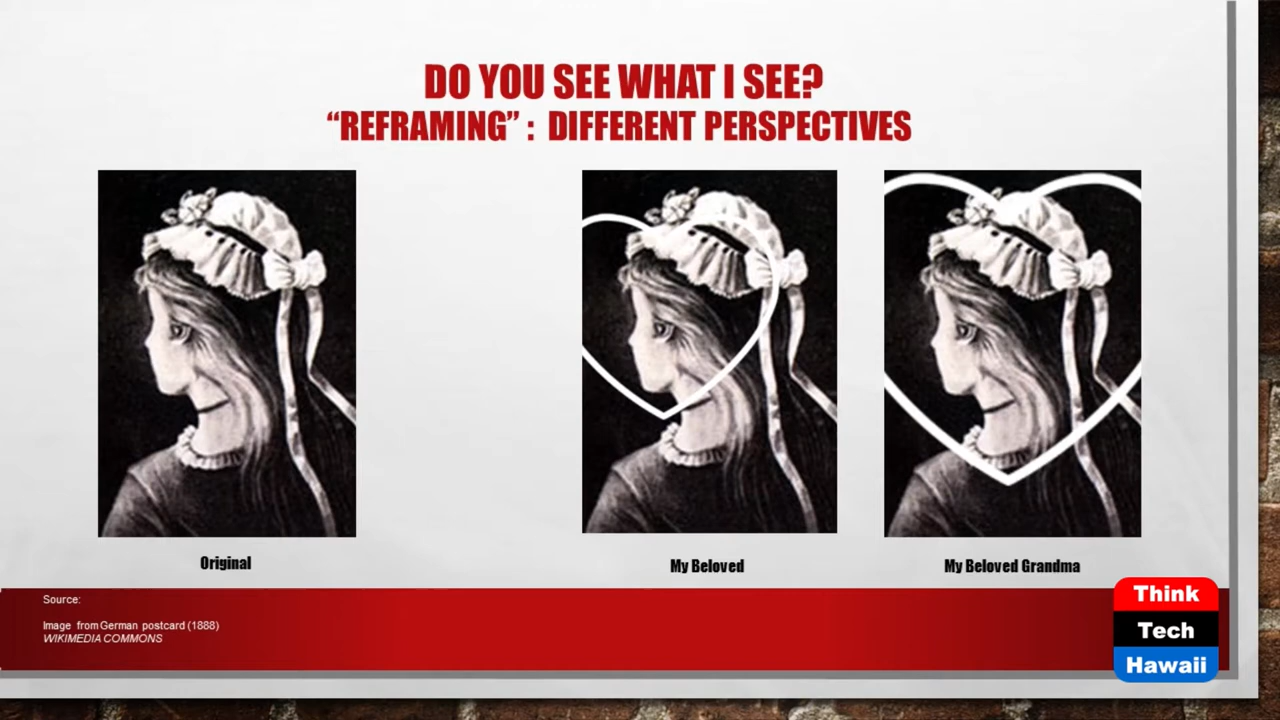 DO YOU SEE WHAT I SEE?
“REFRAMING” : DIFFERENT PERSPECTIVES
Original
My Beloved
My Beloved Grandma
Source:
Image from German postcard (1888)
WIKIMEDIA COMMONS
Think
Tech
Hawaii